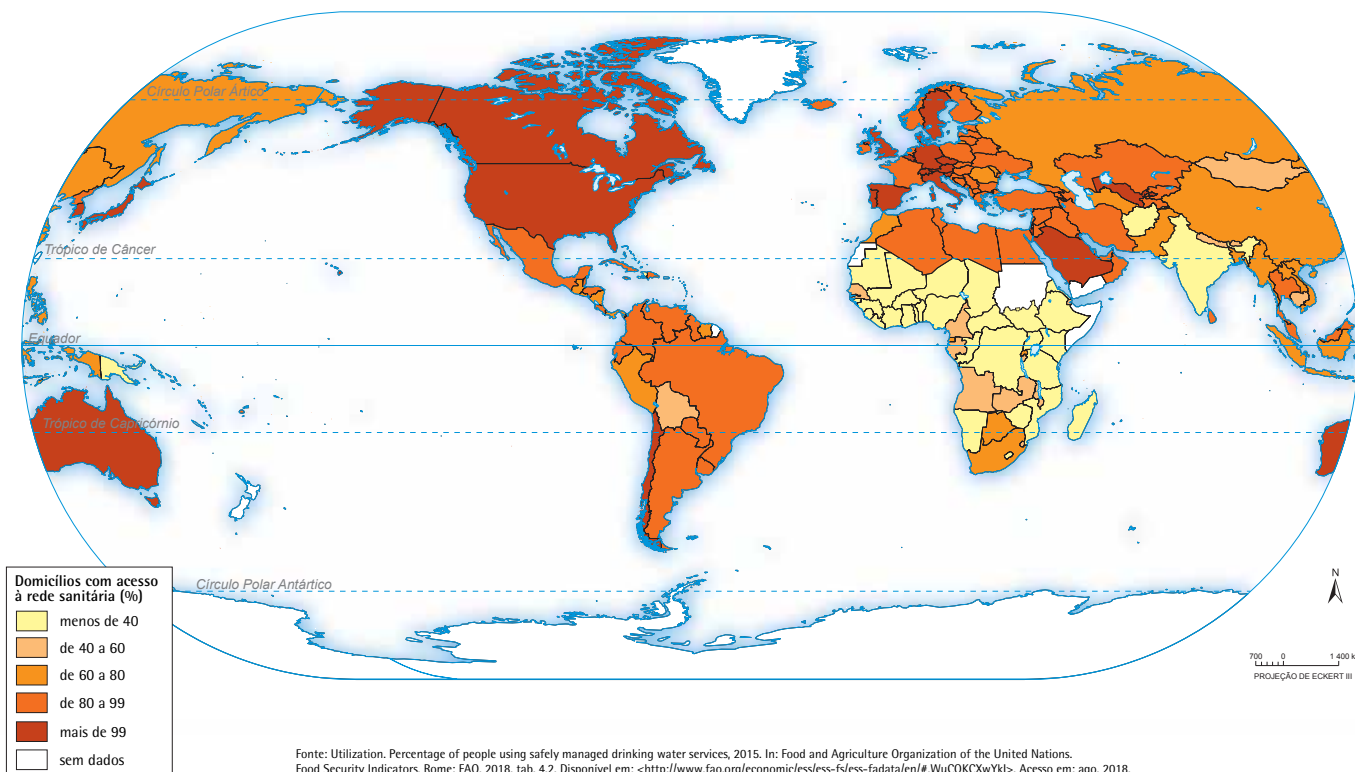 Círculo Polar Ártico
Trópico de Câncer
Equador
Trópico de Capricórnio
Círculo Polar Antártico
Domicílios com acesso
à rede sanitária (%)
menos de 40
de 40 a 60
de 60 a 80
de 80 a 99
mais de 99
sem dados
N
700 0 1 400 k
PROJEÇÃO DE ECKERT III
Fonte: Utilization. Percentage of people using safely managed drinking water services, 2015. In: Food and Agriculture Organization of the United Nations.
Food Security Indicators. Rome: FAO, 2018. tab. 4.2. Disponível em: <http://www.fao.org/economic/ess/ess-fs/ess-fadata/en/#.WuCOKCXwYkI>. Acesso em: ago. 2018.